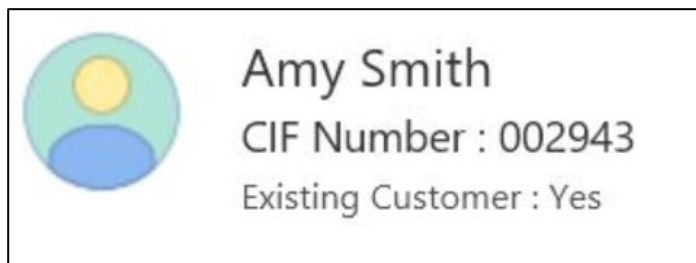 Amy Smith
CIF Number : 002943
Existing Customer : Yes